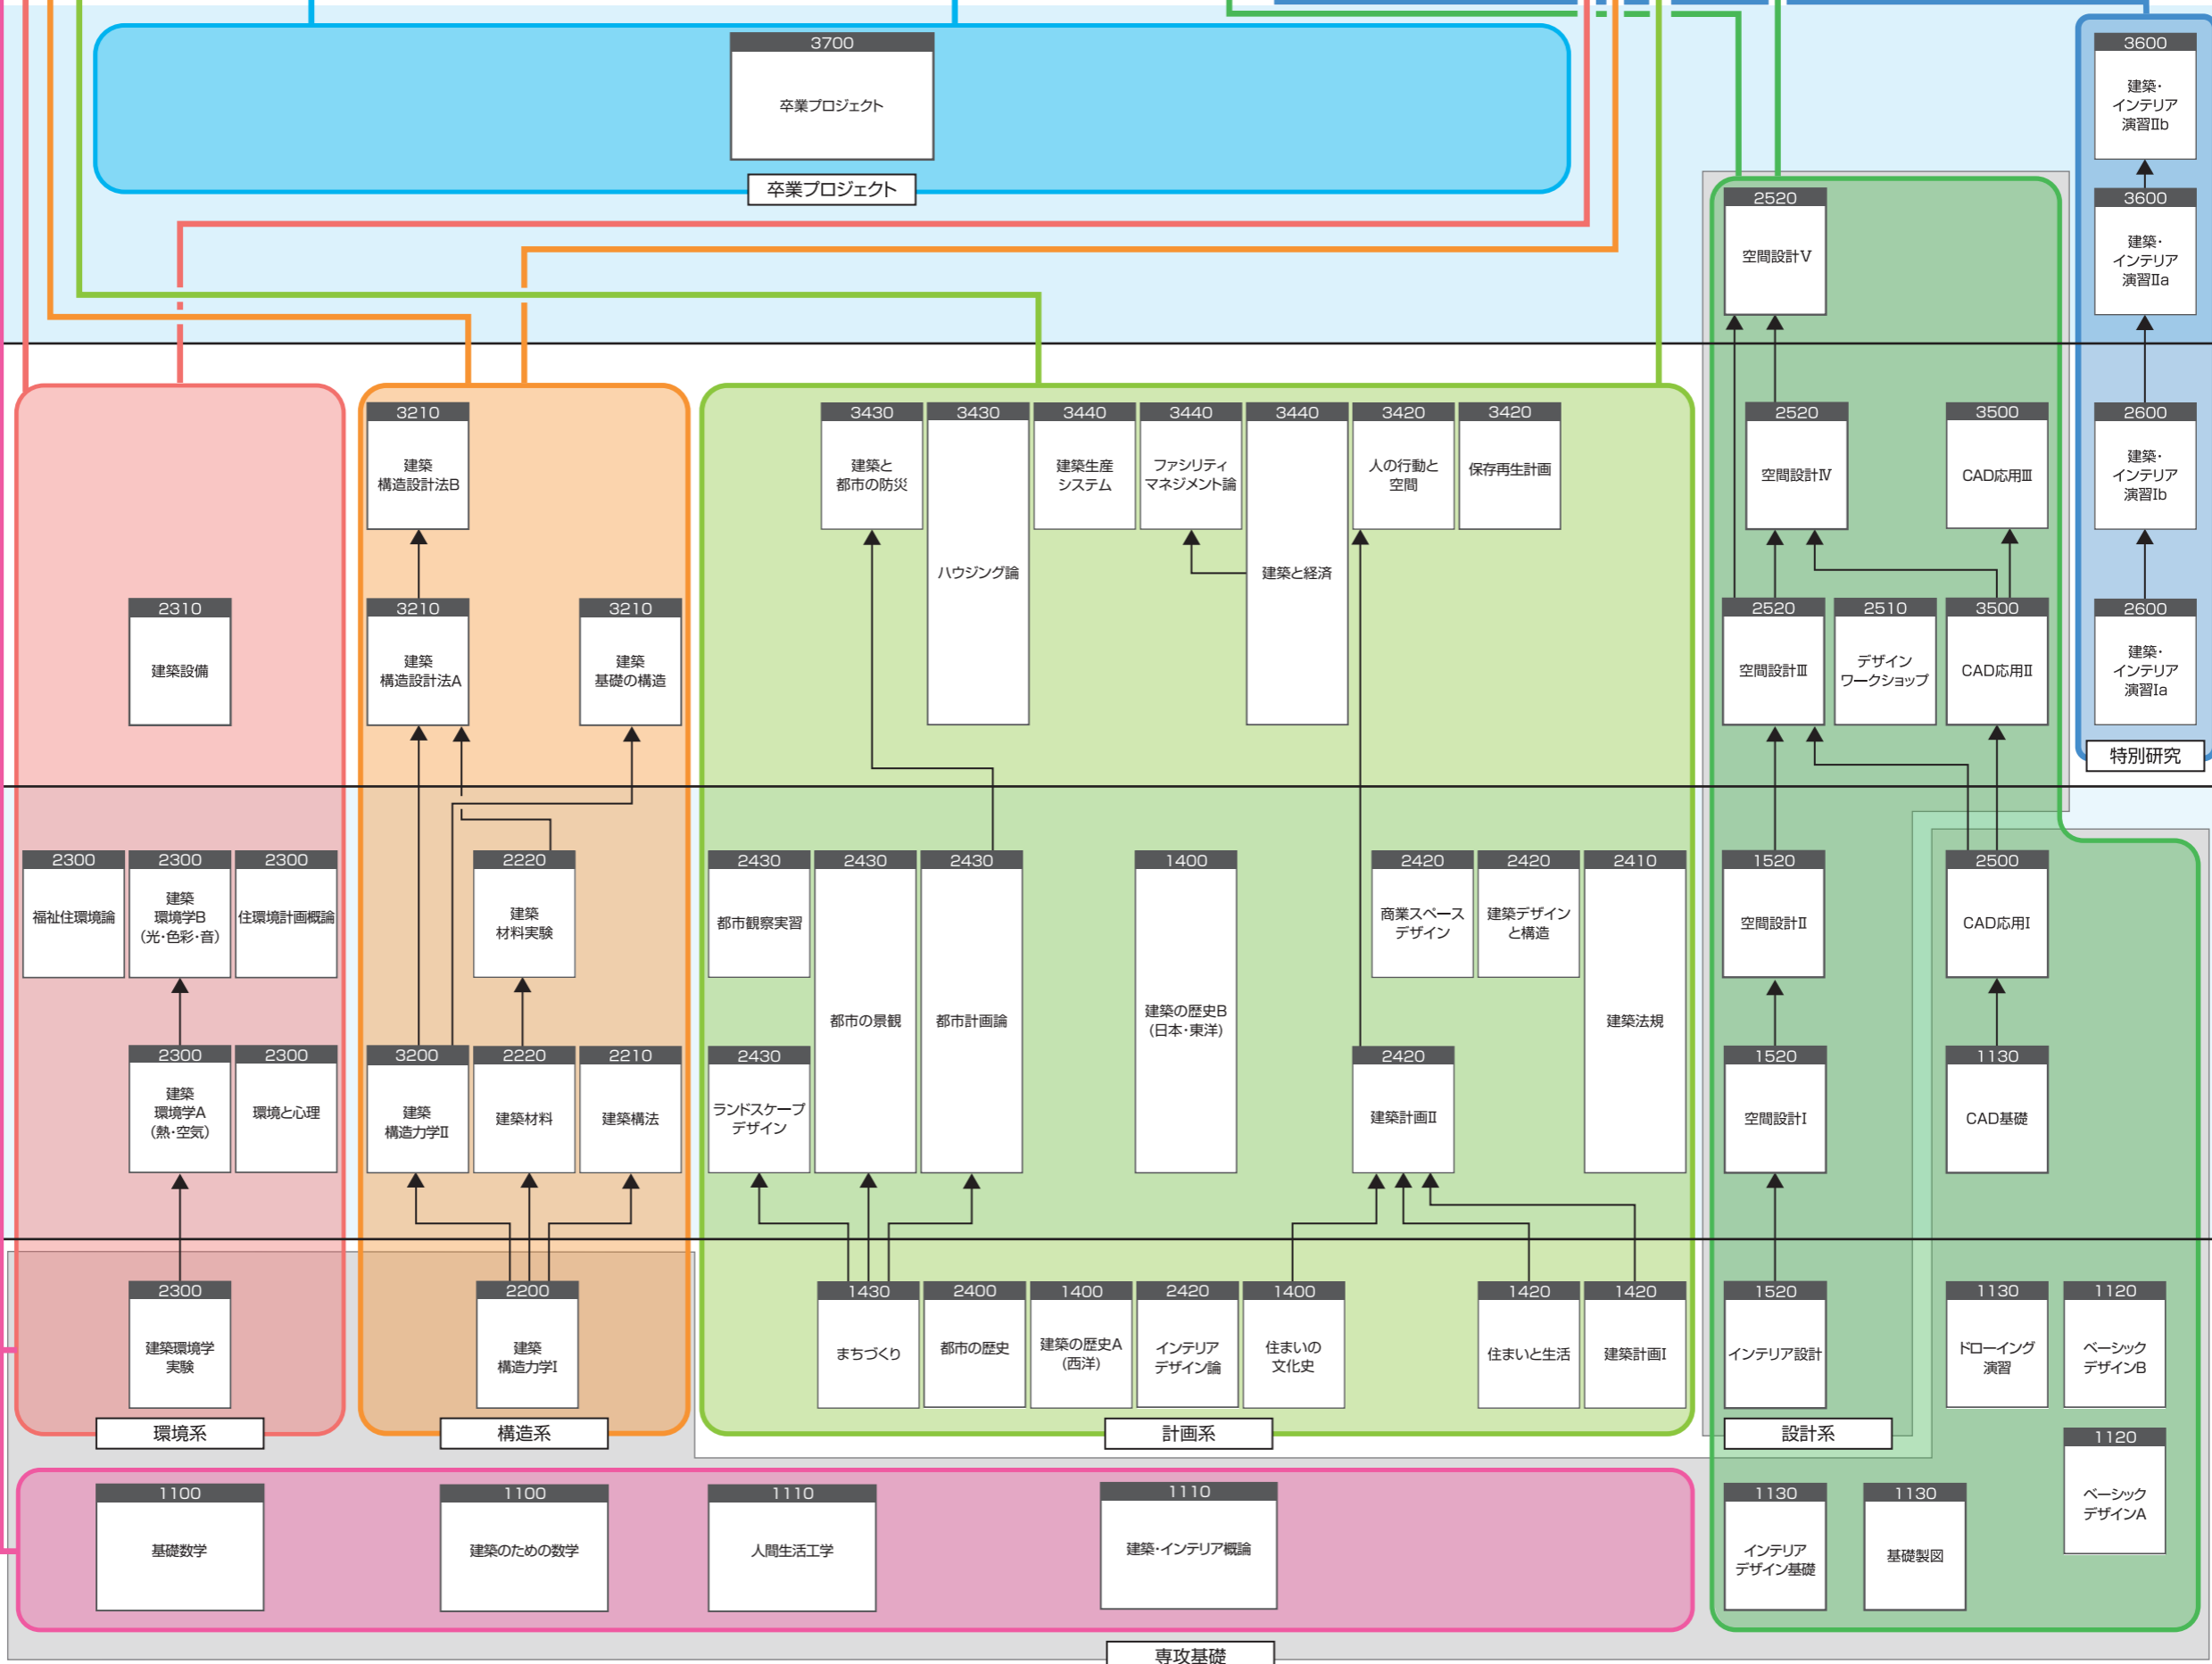 3700
卒業プロジェクト
卒業プロジェクト
3600
建築・
インテリア
演習Ⅱb
2520
空間設計Ⅴ
3600
建築・
インテリア
演習Ⅱa
3210
建築
構造設計法B
3430
建築と
都市の防災
3430
ハウジング論
3440
建築生産
システム
3440
ファシリティ
マネジメント論
3440
建築と経済
3420
人の行動と
空間
3420
保存再生計画
2520
空間設計Ⅳ
3500
CAD応用Ⅲ
2600
建築・
インテリア
演習Ⅰb
2310
建築設備
3210
建築
構造設計法A
3210
建築
基礎の構造
2520
空間設計Ⅲ
2510
デザイン
ワークショップ
3500
CAD応用Ⅱ
2600
建築・
インテリア
演習Ⅰa
特別研究
2300
福祉住環境論
2300
建築
環境学B
(光・色彩・音)
2300
住環境計画概論
2220
建築
材料実験
2430
都市観察実習
2430
都市の景観
2430
都市計画論
1400
建築の歴史B
(日本・東洋)
2420
商業スペース
デザイン
2420
建築デザイン
と構造
2410
建築法規
1520
空間設計Ⅱ
2500
CAD応用Ⅰ
2300
建築
環境学A
(熱・空気)
2300
環境と心理
3200
建築
構造力学Ⅱ
2220
建築材料
2210
建築構法
2430
ランドスケープ
デザイン
2420
建築計画Ⅱ
1520
空間設計Ⅰ
1130
CAD基礎
2300
建築環境学
実験
2200
建築
構造力学Ⅰ
1430
まちづくり
2400
都市の歴史
1400
建築の歴史A
(西洋)
2420
インテリア
デザイン論
1400
住まいの
文化史
1420
住まいと生活
1420
建築計画Ⅰ
1520
インテリア設計
1130
ドローイング
演習
1120
ベーシック
デザインB
環境系
構造系
計画系
設計系
1120
ベーシック
デザインA
1100
基礎数学
1100
建築のための数学
1110
人間生活工学
1110
建築・インテリア概論
1130
インテリア
デザイン基礎
1130
基礎製図
専攻基礎